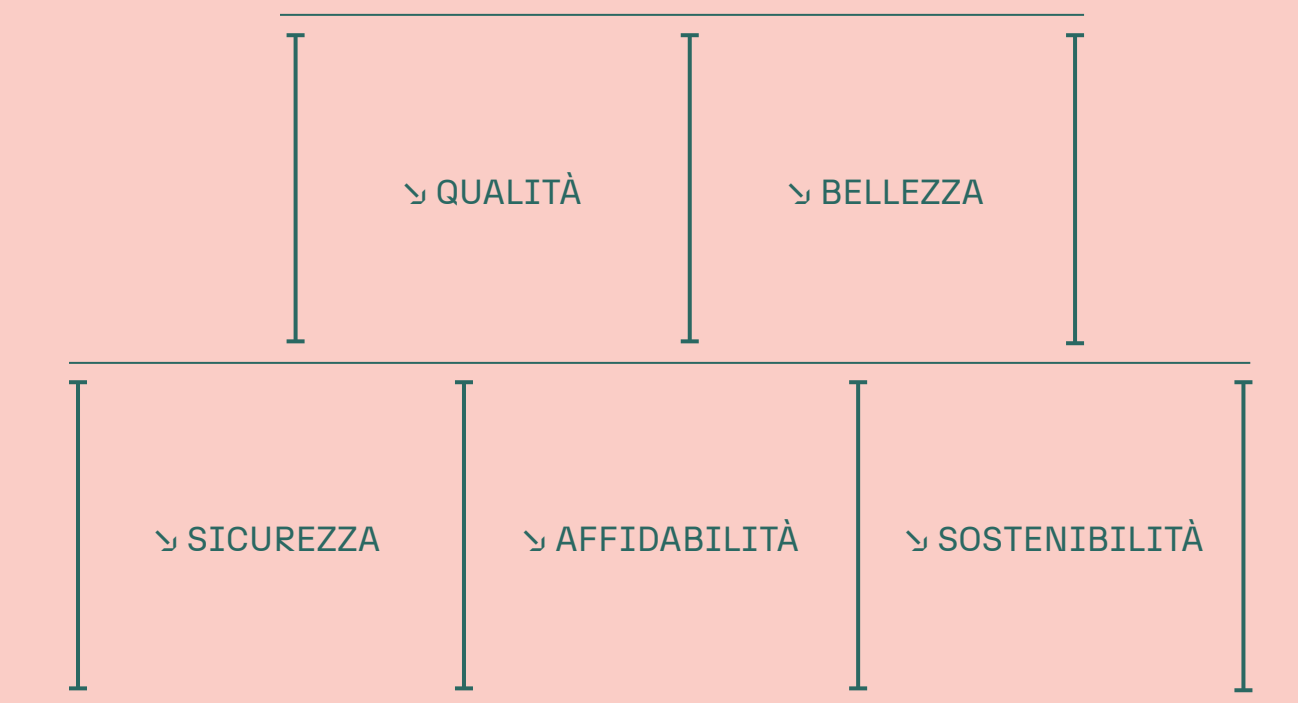 ↘ QUALITÀ
↘ BELLEZZA
↘ SICUREZZA
↘ AFFIDABILITÀ
↘ SOSTENIBILITÀ